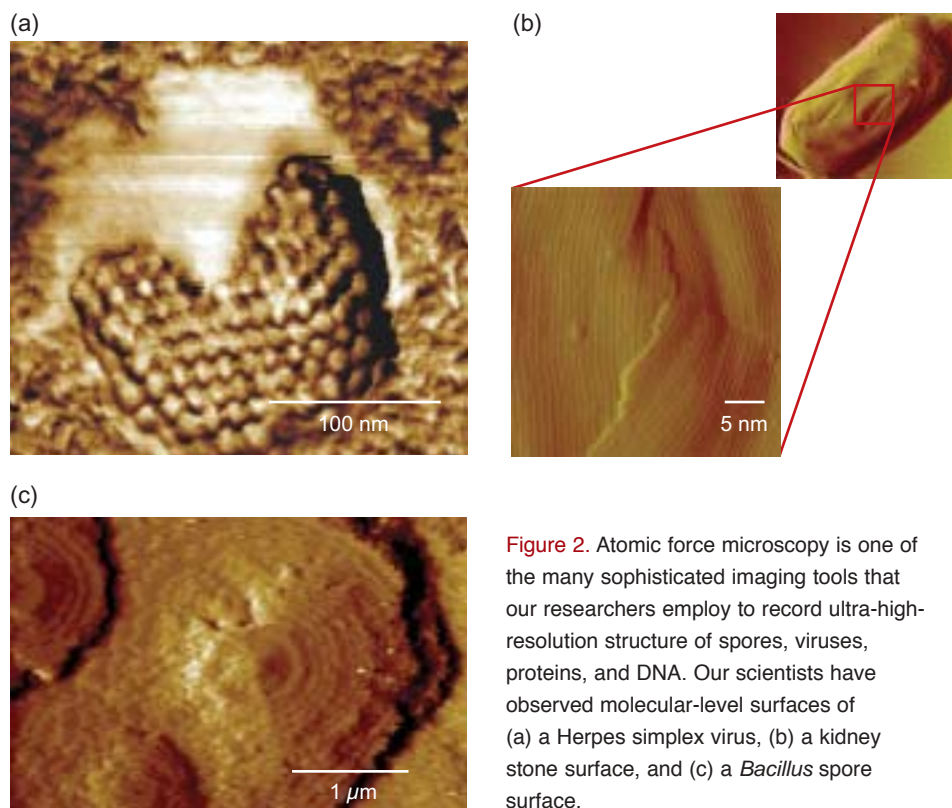 (a)
(b)
100 nm
5 nm
(c)
1 µm
Figure 2. Atomic force microscopy is one of
the many sophisticated imaging tools that
our researchers employ to record ultra-high-
resolution structure of spores, viruses,
proteins, and DNA. Our scientists have
observed molecular-level surfaces of
(a) a Herpes simplex virus, (b) a kidney
stone surface, and (c) a Bacillus spore
surface.